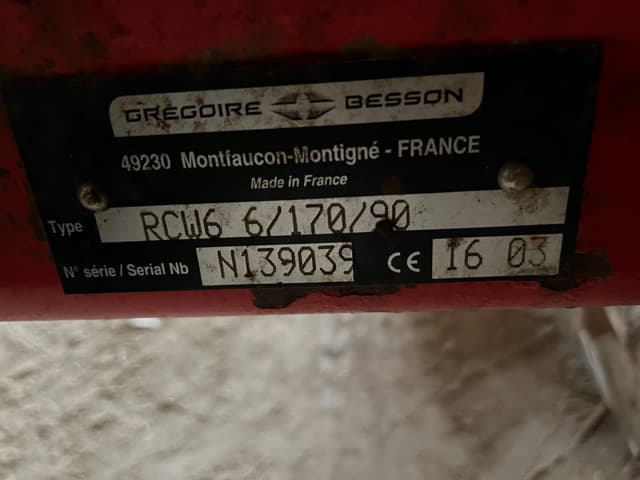 GREGOIRE BESSON
49230 Montfaucon-Montigné - FRANCE
Made in France
Type RCW6 6/170/90
N° série / Serial Nb N139039 CE 16 03